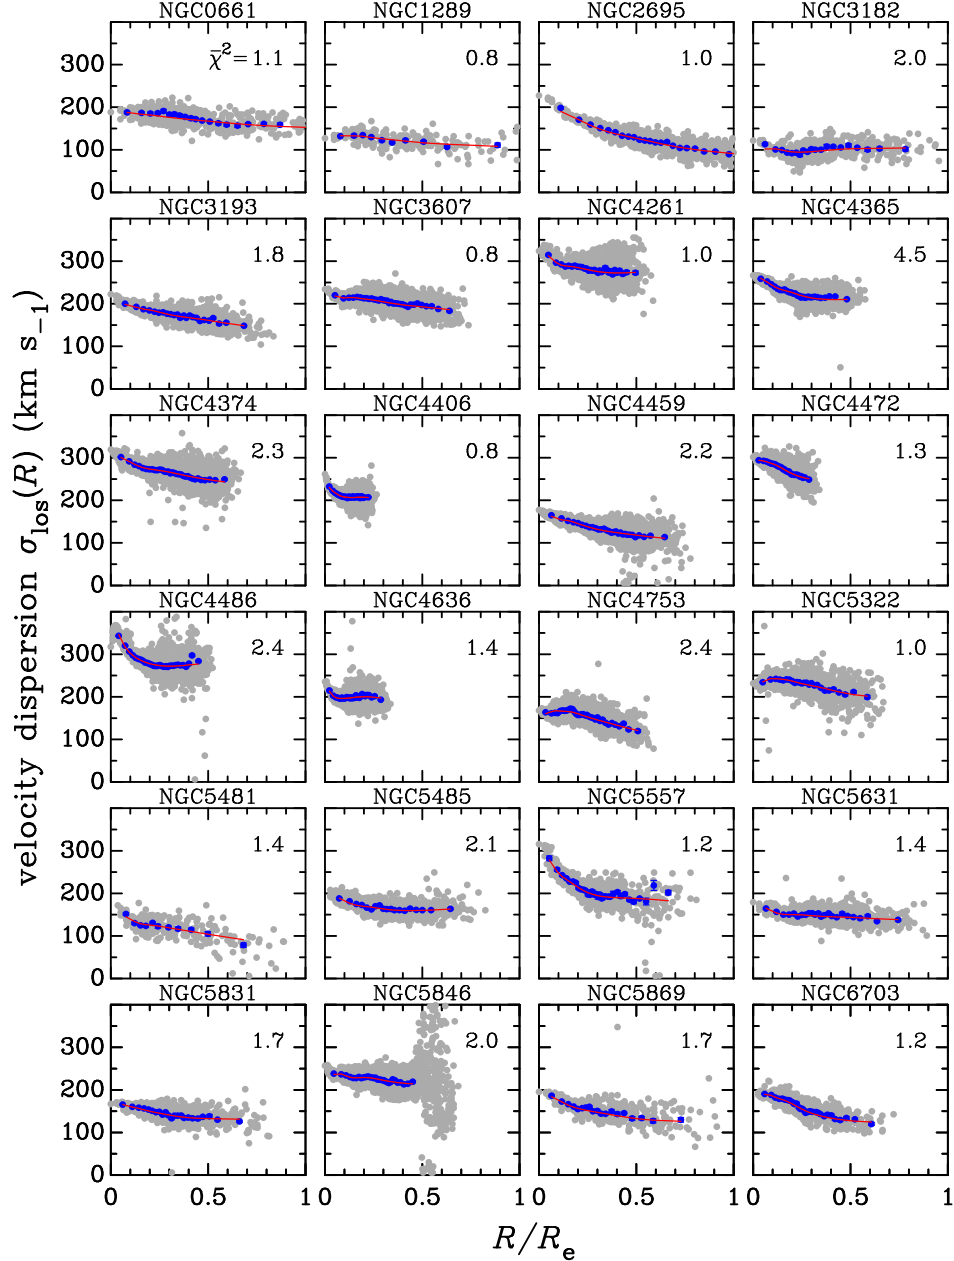 NGC0661 NGC1289 NGC2695 NGC3182
300 χ̄²=1.1 0.8 1.0 2.0
200
100
0
NGC3193 NGC3607 NGC4261 NGC4365
300 1.8 0.8 1.0 4.5
200
100
0
NGC4374 NGC4406 NGC4459 NGC4472
300 2.3 0.8 2.2 1.3
200
100
0
NGC4486 NGC4636 NGC4753 NGC5322
300 2.4 1.4 2.4 1.0
200
100
0
NGC5481 NGC5485 NGC5557 NGC5631
300 1.4 2.1 1.2 1.4
200
100
0
NGC5831 NGC5846 NGC5869 NGC6703
300 1.7 2.0 1.7 1.2
200
100
0
0 0.5 1 0 0.5 1 0 0.5 1 0 0.5 1
velocity dispersion σlos(R) (km s−1)
R/Re